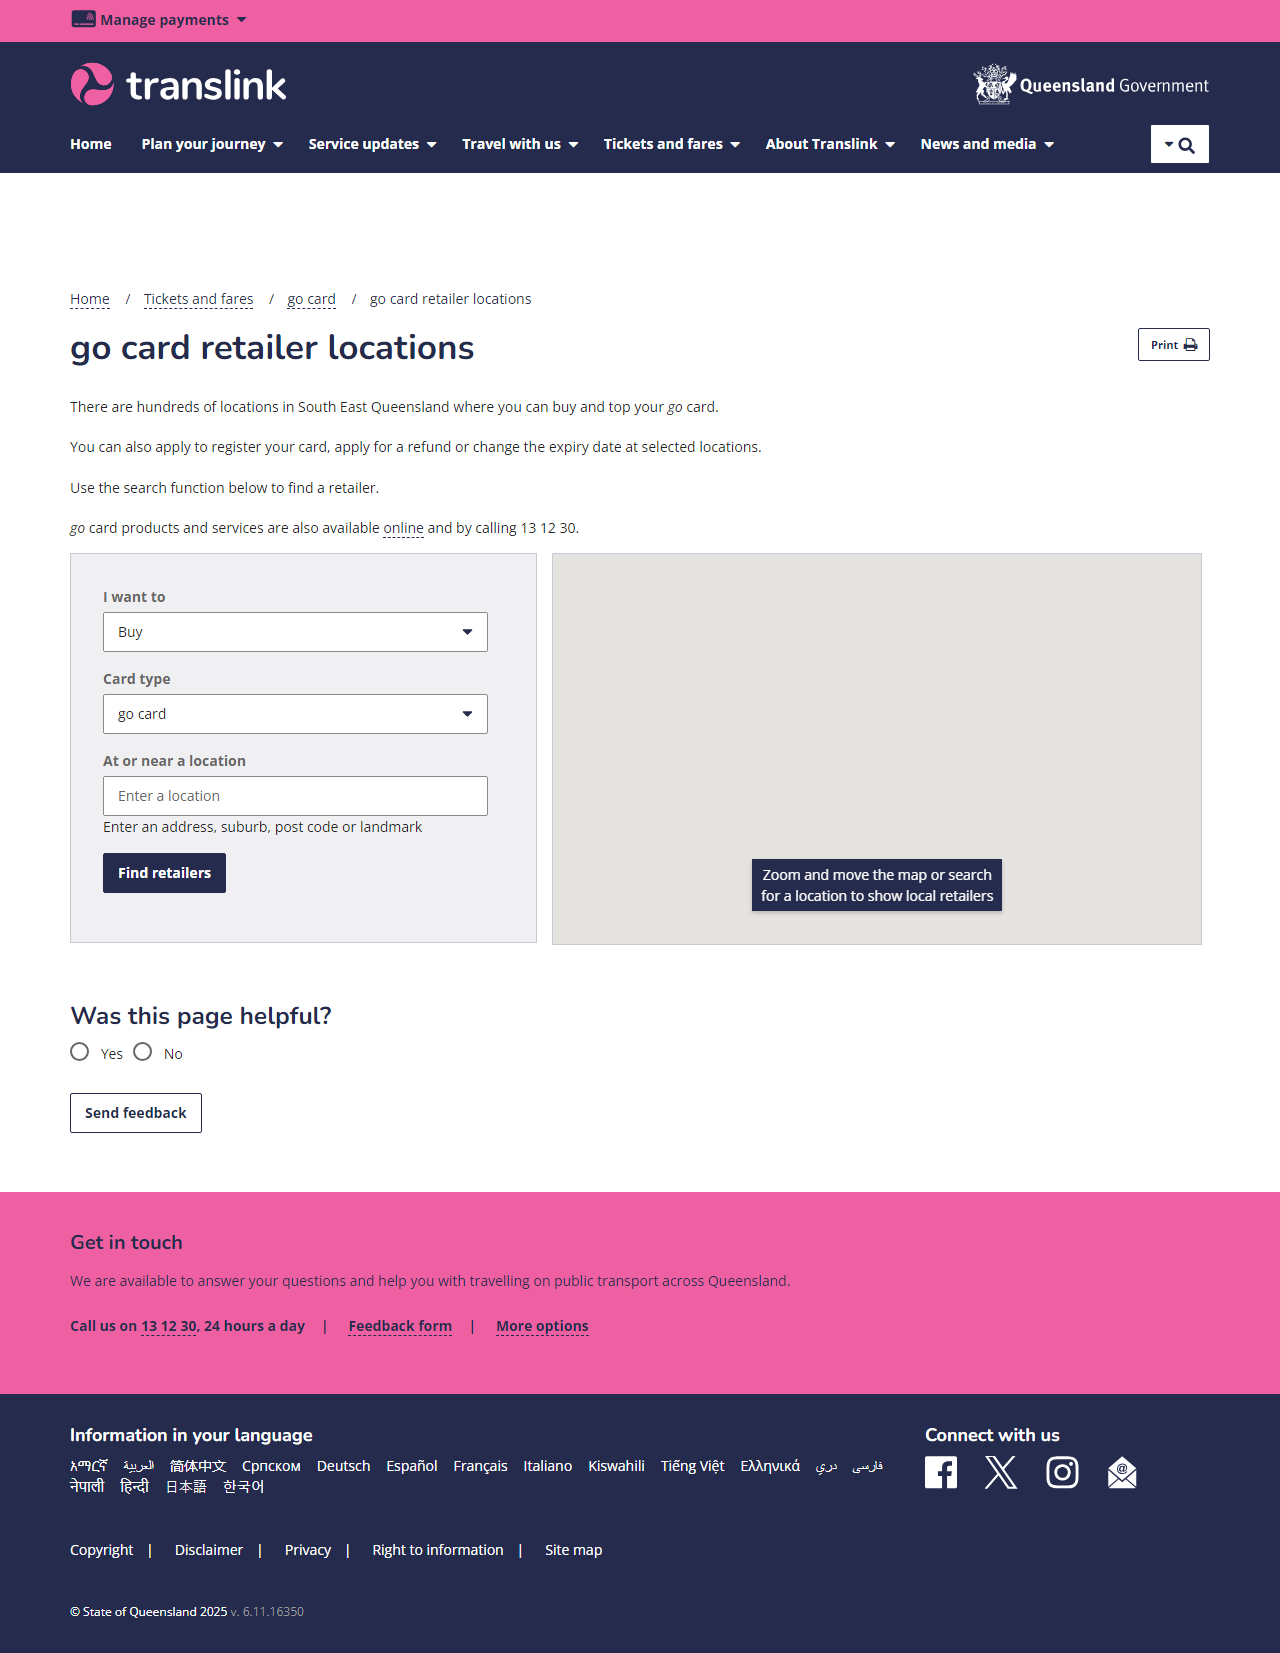 Manage payments
translink
Queensland Government
Home Plan your journey Service updates Travel with us Tickets and fares About Translink News and media
Home / Tickets and fares / go card / go card retailer locations
go card retailer locations
Print
There are hundreds of locations in South East Queensland where you can buy and top your go card.
You can also apply to register your card, apply for a refund or change the expiry date at selected locations.
Use the search function below to find a retailer.
go card products and services are also available online and by calling 13 12 30.
I want to
Buy
Card type
go card
At or near a location
Enter a location
Enter an address, suburb, post code or landmark
Find retailers
Zoom and move the map or search
for a location to show local retailers
Was this page helpful?
Yes No
Send feedback
Get in touch
We are available to answer your questions and help you with travelling on public transport across Queensland.
Call us on 13 12 30, 24 hours a day | Feedback form | More options
Information in your language
አማርኛ العربية 简体中文 Српском Deutsch Español Français Italiano Kiswahili Tiếng Việt Ελληνικά دري فارسی
नेपाली हिन्दी 日本語 한국어
Connect with us
Copyright | Disclaimer | Privacy | Right to information | Site map
© State of Queensland 2025 v. 6.11.16350